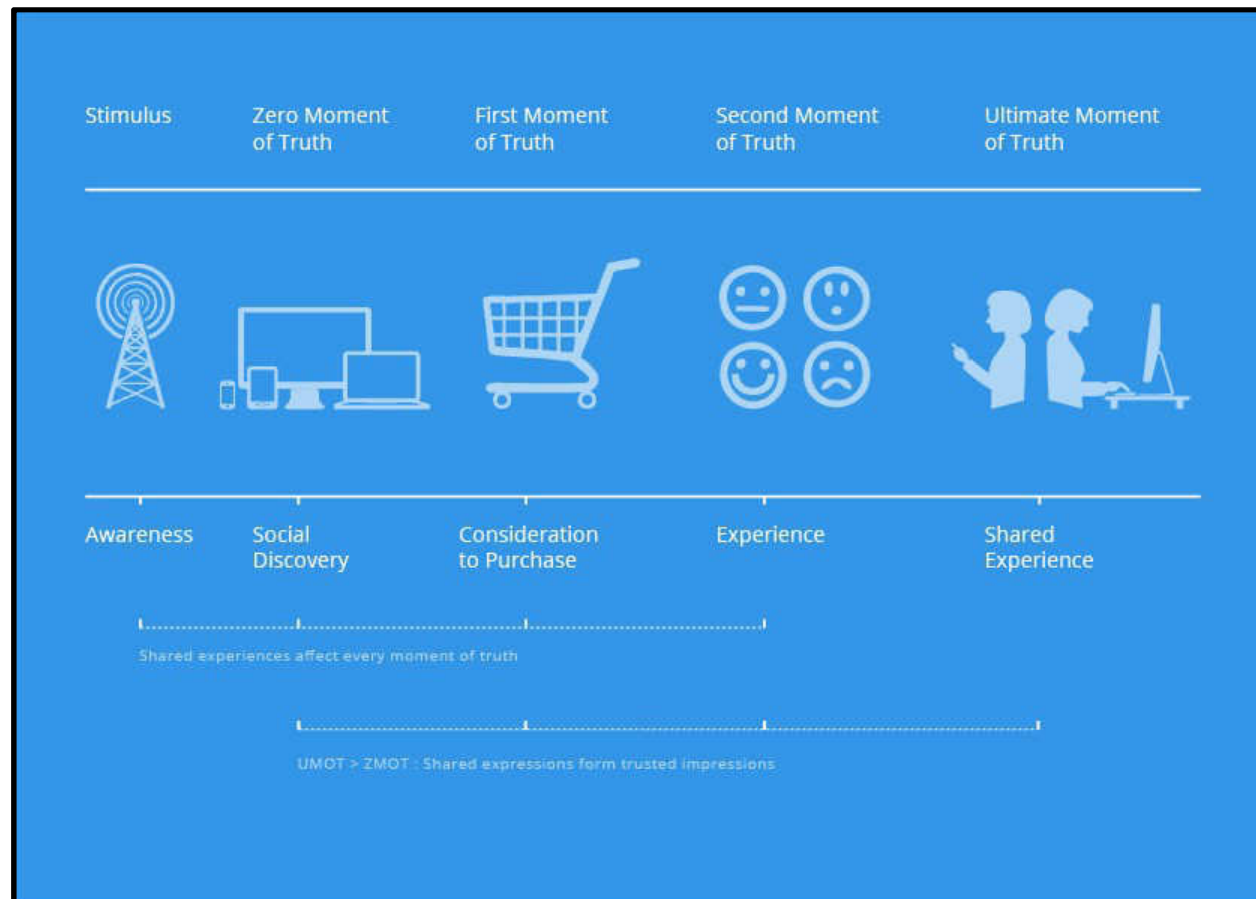 Stimulus
Zero Moment
of Truth
First Moment
of Truth
Second Moment
of Truth
Ultimate Moment
of Truth
Awareness
Social
Discovery
Consideration
to Purchase
Experience
Shared
Experience
Shared experiences affect every moment of truth
UMOT > ZMOT : Shared expressions form trusted impressions